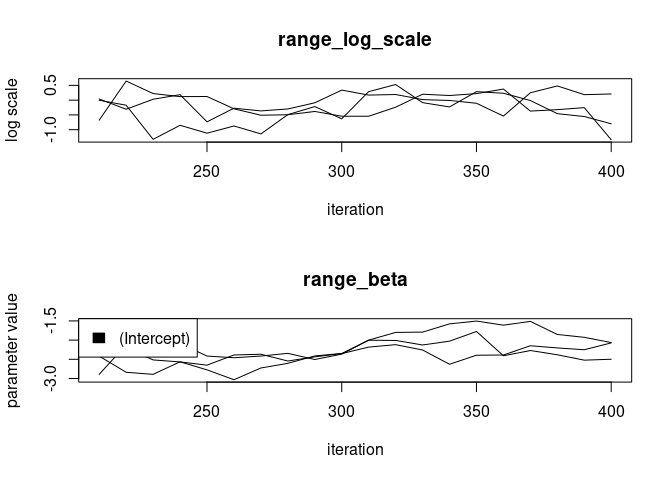 range_log_scale
log scale
0.5
-1.0
250 300 350 400
iteration
range_beta
parameter value
-1.5
-3.0
(Intercept)
250 300 350 400
iteration